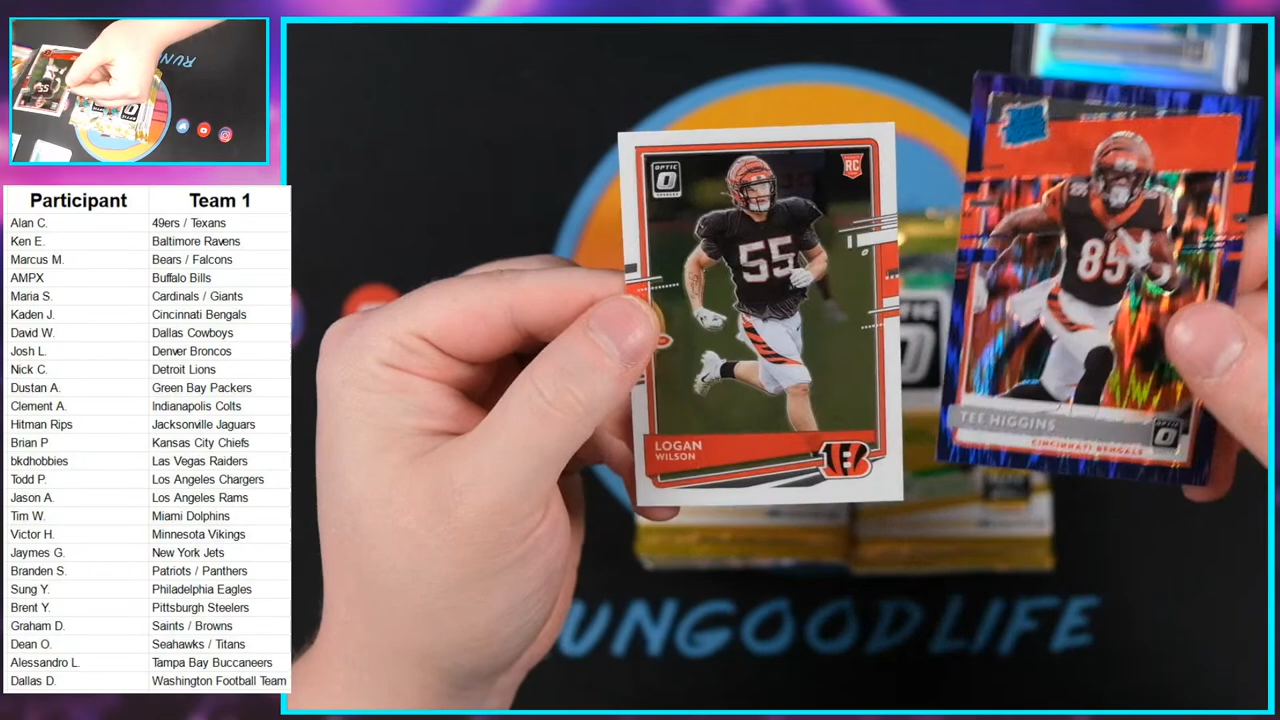 Participant Team 1
Alan C. 49ers / Texans
Ken E. Baltimore Ravens
Marcus M. Bears / Falcons
AMPX Buffalo Bills
Maria S. Cardinals / Giants
Kaden J. Cincinnati Bengals
David W. Dallas Cowboys
Josh L. Denver Broncos
Nick C. Detroit Lions
Dustan A. Green Bay Packers
Clement A. Indianapolis Colts
Hitman Rips Jacksonville Jaguars
Brian P Kansas City Chiefs
bkdhobbies Las Vegas Raiders
Todd P. Los Angeles Chargers
Jason A. Los Angeles Rams
Tim W. Miami Dolphins
Victor H. Minnesota Vikings
Jaymes G. New York Jets
Branden S. Patriots / Panthers
Sung Y. Philadelphia Eagles
Brent Y. Pittsburgh Steelers
Graham D. Saints / Browns
Dean O. Seahawks / Titans
Alessandro L. Tampa Bay Buccaneers
Dallas D. Washington Football Team
OPTIC
RC
55
LOGAN
WILSON
85
TEE HIGGINS
CINCINNATI BENGALS
OPTIC
UNGOOD LIFE